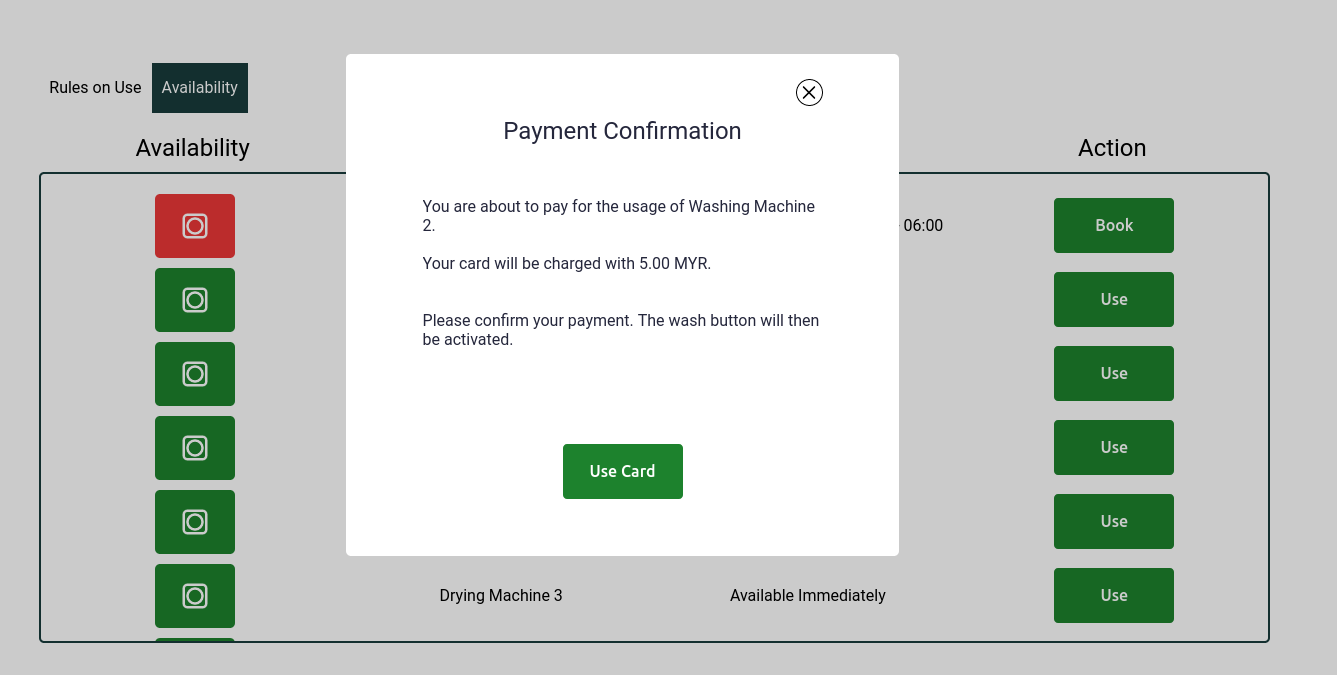 Rules on Use
Availability
Payment Confirmation
Availability
Action
You are about to pay for the usage of Washing Machine
2.
06:00
Book
Your card will be charged with 5.00 MYR.
Use
Please confirm your payment. The wash button will then
be activated.
Use
Use
Use Card
Use
Drying Machine 3
Available Immediately
Use